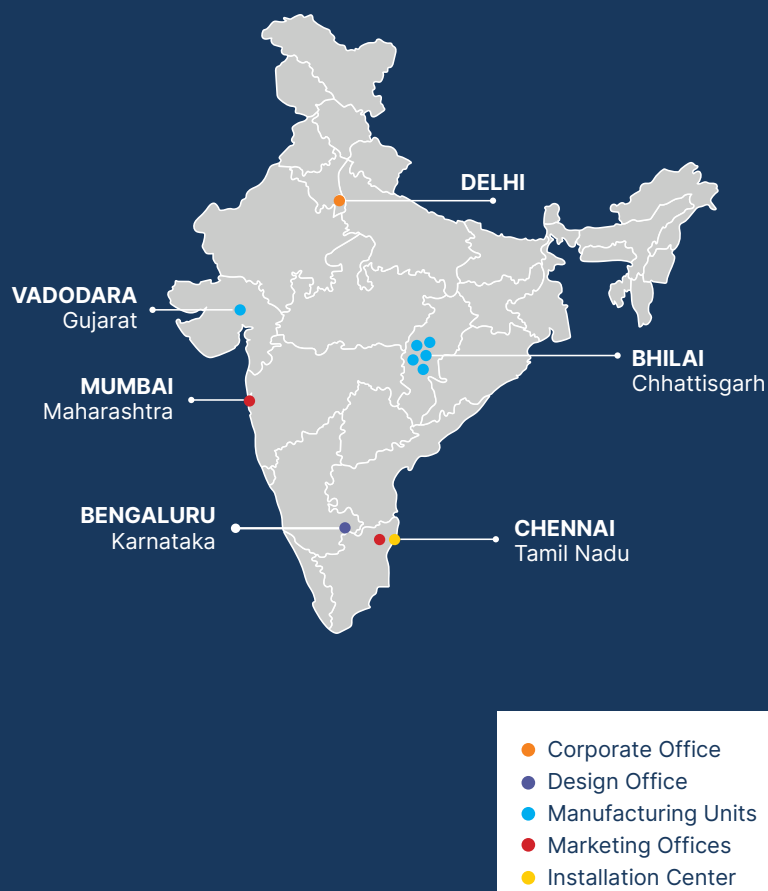 DELHI
VADODARA
Gujarat
BHILAI
Chhattisgarh
MUMBAI
Maharashtra
BENGALURU
Karnataka
CHENNAI
Tamil Nadu
Corporate Office
Design Office
Manufacturing Units
Marketing Offices
Installation Center